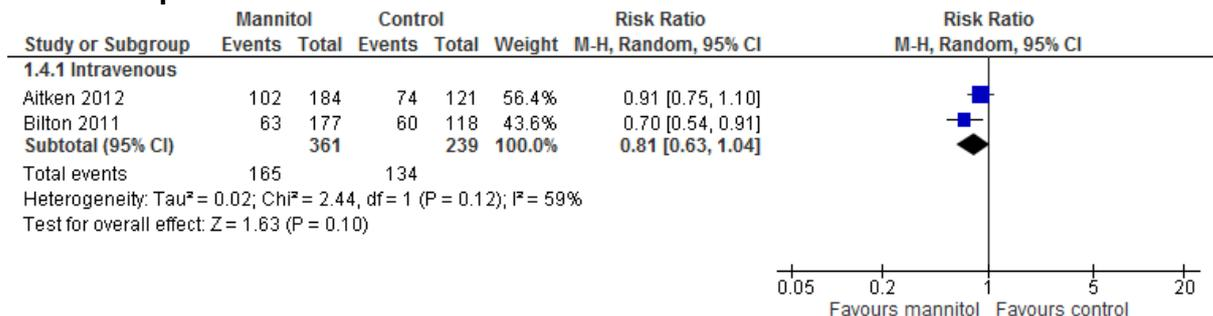 Mannitol Control Risk Ratio Risk Ratio
Study or Subgroup Events Total Events Total Weight M-H, Random, 95% CI M-H, Random, 95% CI
1.4.1 Intravenous
Aitken 2012 102 184 74 121 56.4% 0.91 [0.75, 1.10]
Bilton 2011 63 177 60 118 43.6% 0.70 [0.54, 0.91]
Subtotal (95% CI) 361 239 100.0% 0.81 [0.63, 1.04]
Total events 165 134
Heterogeneity: Tau² = 0.02; Chi² = 2.44, df = 1 (P = 0.12); I² = 59%
Test for overall effect: Z = 1.63 (P = 0.10)
0.05 0.2 1 5 20
Favours mannitol Favours control